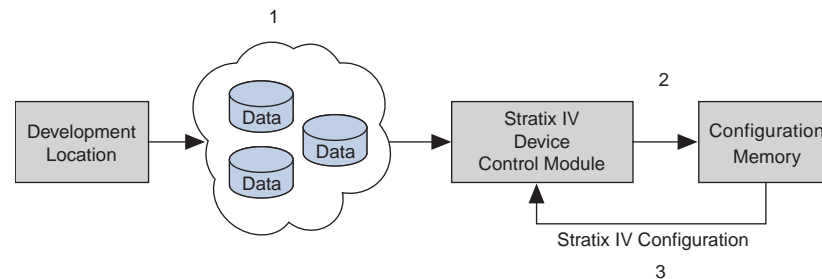 1
Development
Location
Data
Data
Data
Stratix IV
Device
Control Module
2
Configuration
Memory
Stratix IV Configuration
3